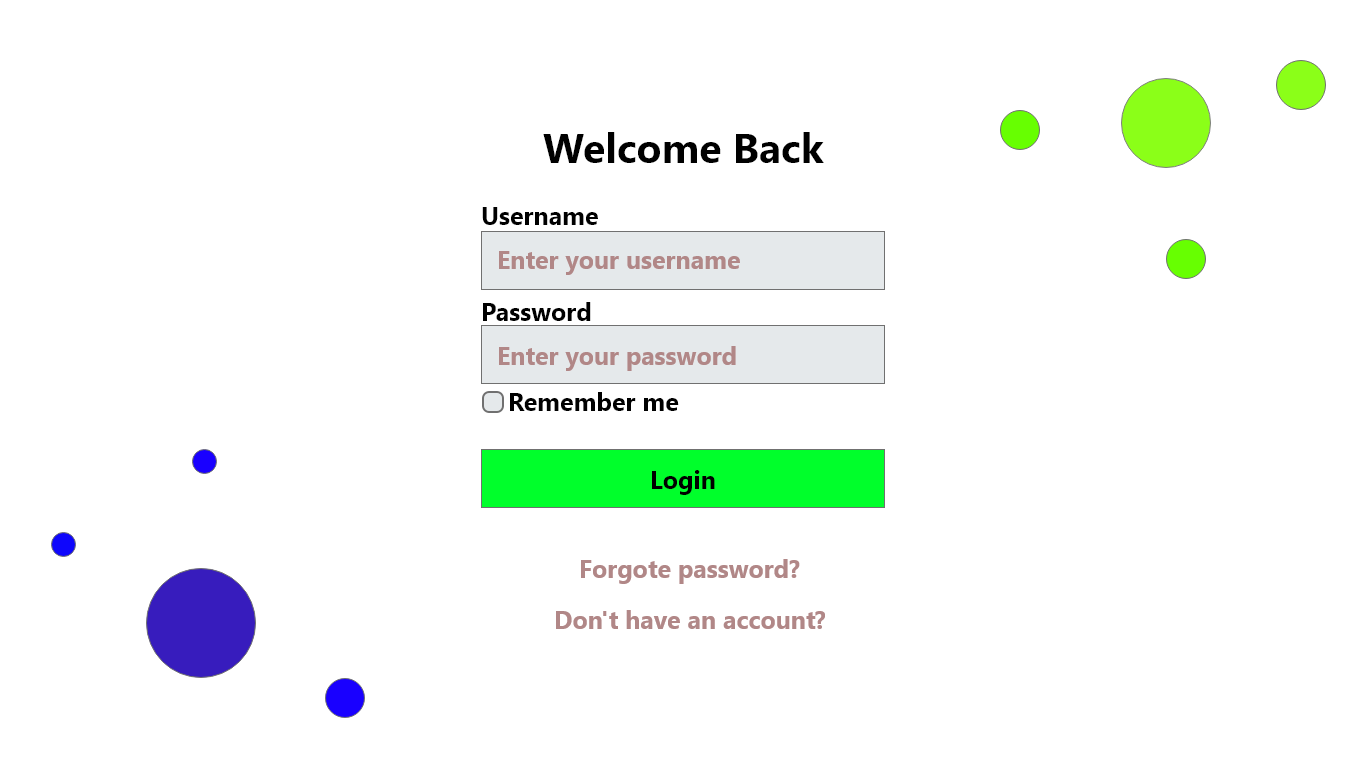 Welcome Back
Username
Enter your username
Password
Enter your password
Remember me
Login
Forgote password?
Don't have an account?